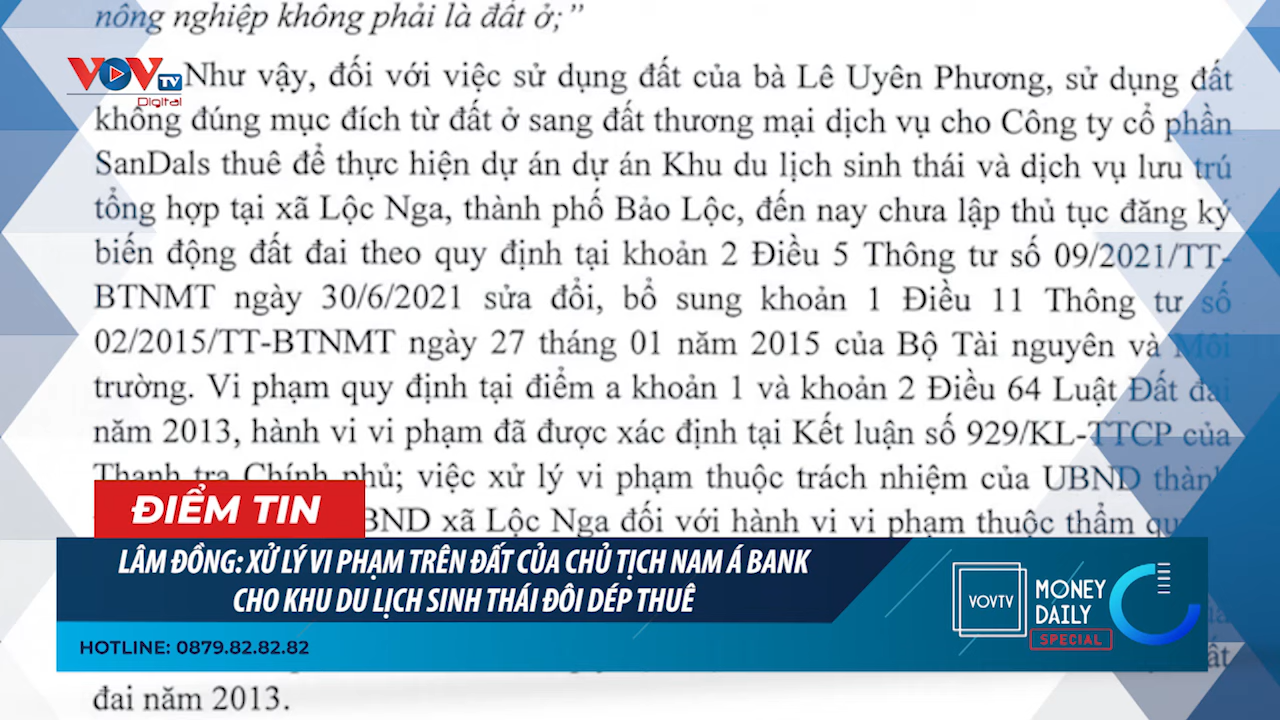 nông nghiệp không phải là đất ở;”
VOV TV
Digital
Như vậy, đối với việc sử dụng đất của bà Lê Uyên Phương, sử dụng đất
không đúng mục đích từ đất ở sang đất thương mại dịch vụ cho Công ty cổ phần
SanDals thuê để thực hiện dự án dự án Khu du lịch sinh thái và dịch vụ lưu trú
tổng hợp tại xã Lộc Nga, thành phố Bảo Lộc, đến nay chưa lập thủ tục đăng ký
biến động đất đai theo quy định tại khoản 2 Điều 5 Thông tư số 09/2021/TT-
BTNMT ngày 30/6/2021 sửa đổi, bổ sung khoản 1 Điều 11 Thông tư số
02/2015/TT-BTNMT ngày 27 tháng 01 năm 2015 của Bộ Tài nguyên và Môi
trường. Vi phạm quy định tại điểm a khoản 1 và khoản 2 Điều 64 Luật Đất đai
năm 2013, hành vi vi phạm đã được xác định tại Kết luận số 929/KL-TTCP của
Thanh tra Chính phủ; việc xử lý vi phạm thuộc trách nhiệm của UBND thành
UBND xã Lộc Nga đối với hành vi vi phạm thuộc thẩm
ĐIỂM TIN
LÂM ĐỒNG: XỬ LÝ VI PHẠM TRÊN ĐẤT CỦA CHỦ TỊCH NAM Á BANK
CHO KHU DU LỊCH SINH THÁI ĐÔI DÉP THUÊ
HOTLINE: 0879.82.82.82
VOVTV
MONEY
DAILY
SPECIAL
đai năm 2013.